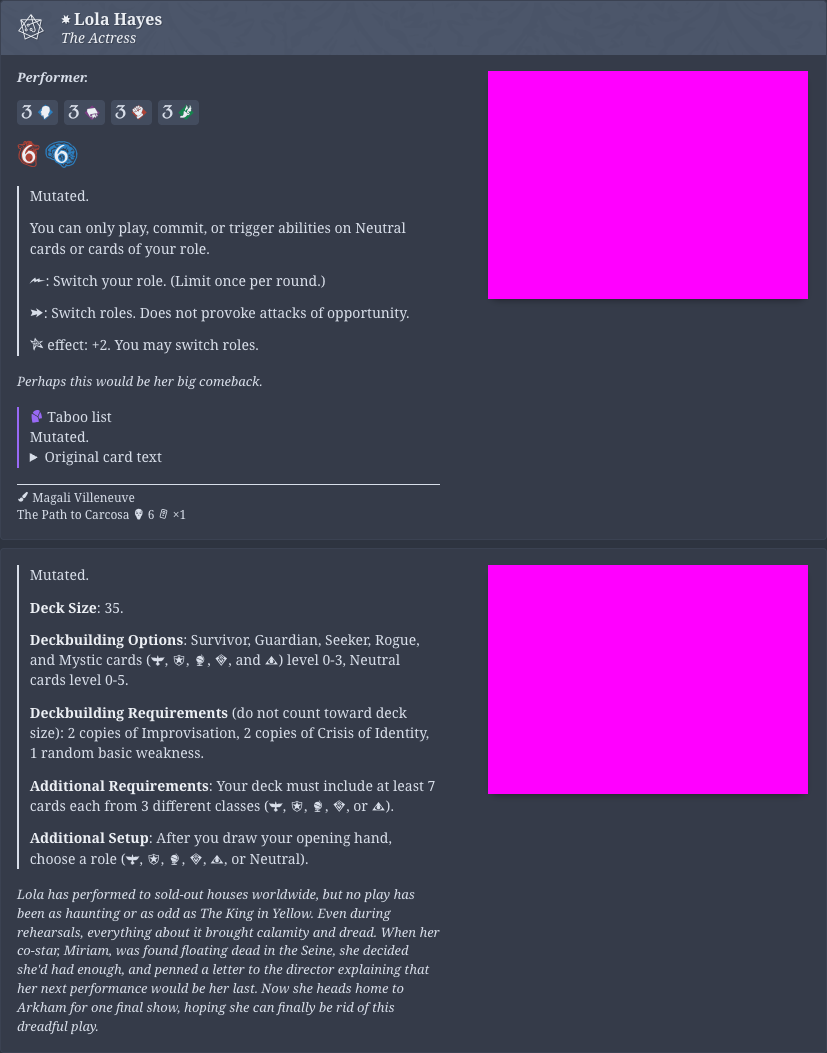 Lola Hayes
The Actress
Performer.
3 3 3 3
6 6
Mutated.
You can only play, commit, or trigger abilities on Neutral
cards or cards of your role.
: Switch your role. (Limit once per round.)
: Switch roles. Does not provoke attacks of opportunity.
effect: +2. You may switch roles.
Perhaps this would be her big comeback.
Taboo list
Mutated.
Original card text
Magali Villeneuve
The Path to Carcosa 6 ×1
Mutated.
Deck Size: 35.
Deckbuilding Options: Survivor, Guardian, Seeker, Rogue,
and Mystic cards (, , , , and ) level 0-3, Neutral
cards level 0-5.
Deckbuilding Requirements (do not count toward deck
size): 2 copies of Improvisation, 2 copies of Crisis of Identity,
1 random basic weakness.
Additional Requirements: Your deck must include at least 7
cards each from 3 different classes (, , , , or ).
Additional Setup: After you draw your opening hand,
choose a role (, , , , , or Neutral).
Lola has performed to sold-out houses worldwide, but no play has
been as haunting or as odd as The King in Yellow. Even during
rehearsals, everything about it brought calamity and dread. When her
co-star, Miriam, was found floating dead in the Seine, she decided
she'd had enough, and penned a letter to the director explaining that
her next performance would be her last. Now she heads home to
Arkham for one final show, hoping she can finally be rid of this
dreadful play.